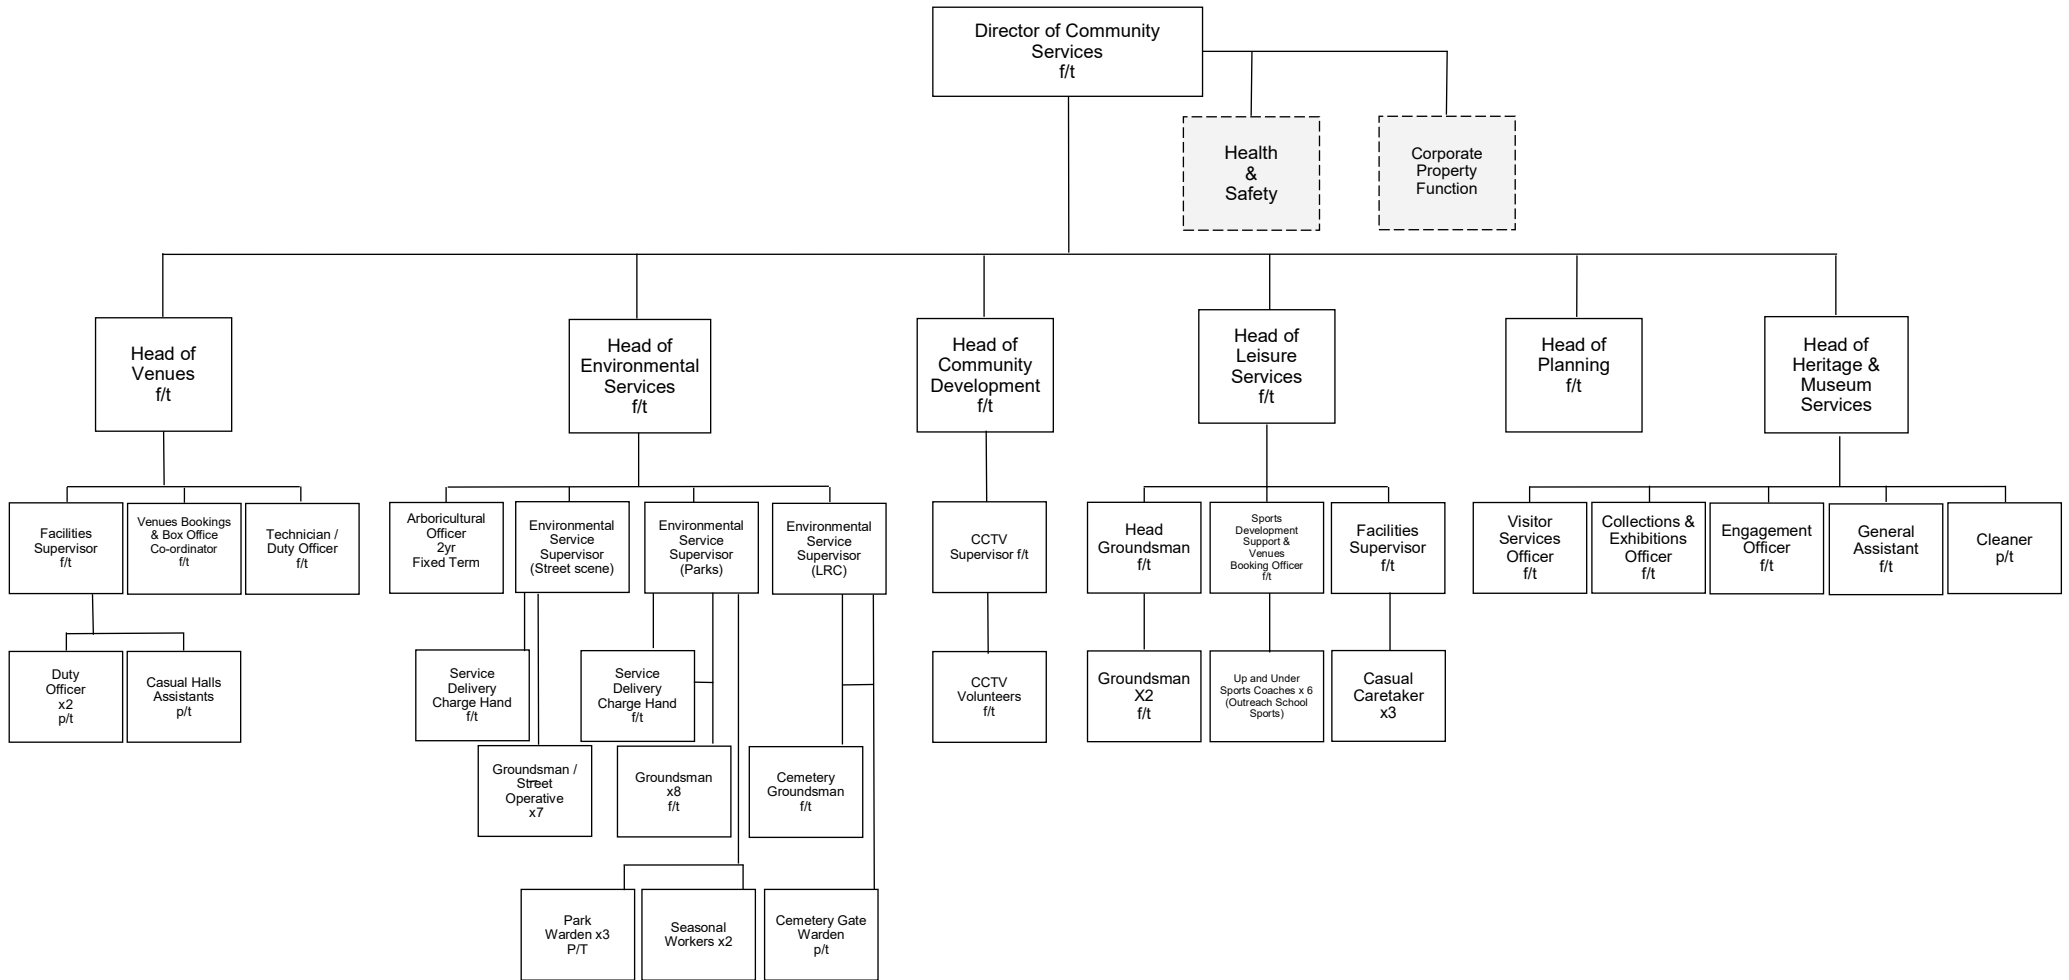 Director of Community
Services
f/t
Health
&
Safety
Corporate
Property
Function
Head of
Venues
f/t
Head of
Environmental
Services
f/t
Head of
Community
Development
f/t
Head of
Leisure
Services
f/t
Head of
Planning
f/t
Head of
Heritage &
Museum
Services
Facilities
Supervisor
f/t
Venues Bookings
& Box Office
Co-ordinator
f/t
Technician /
Duty Officer
f/t
Arboricultural
Officer
2yr
Fixed Term
Environmental
Service
Supervisor
(Street scene)
Environmental
Service
Supervisor
(Parks)
Environmental
Service
Supervisor
(LRC)
CCTV
Supervisor f/t
Head
Groundsman
f/t
Sports
Development
Support &
Venues
Booking Officer
f/t
Facilities
Supervisor
f/t
Visitor
Services
Officer
f/t
Collections &
Exhibitions
Officer
f/t
Engagement
Officer
f/t
General
Assistant
f/t
Cleaner
p/t
Duty
Officer
x2
p/t
Casual Halls
Assistants
p/t
Service
Delivery
Charge Hand
f/t
Service
Delivery
Charge Hand
f/t
CCTV
Volunteers
f/t
Groundsman
X2
f/t
Up and Under
Sports Coaches x 6
(Outreach School
Sports)
Casual
Caretaker
x3
Groundsman /
Street
Operative
x7
Groundsman
x8
f/t
Cemetery
Groundsman
f/t
Park
Warden x3
P/T
Seasonal
Workers x2
Cemetery Gate
Warden
p/t